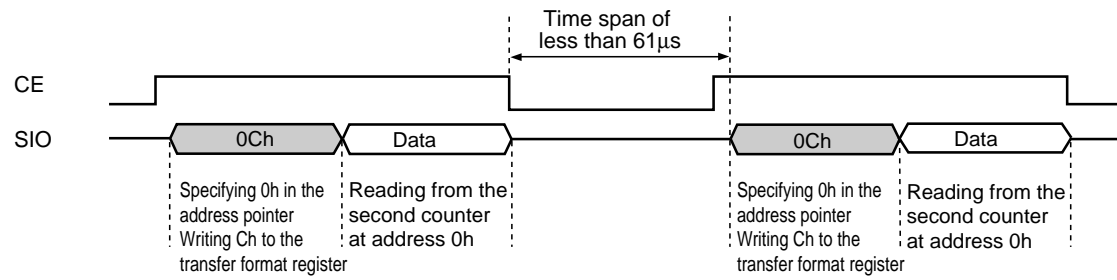 Time span of
less than 61μs
CE
SIO
0Ch
Data
0Ch
Data
Specifying 0h in the
address pointer
Writing Ch to the
transfer format register
Reading from the
second counter
at address 0h
Specifying 0h in the
address pointer
Writing Ch to the
transfer format register
Reading from the
second counter
at address 0h